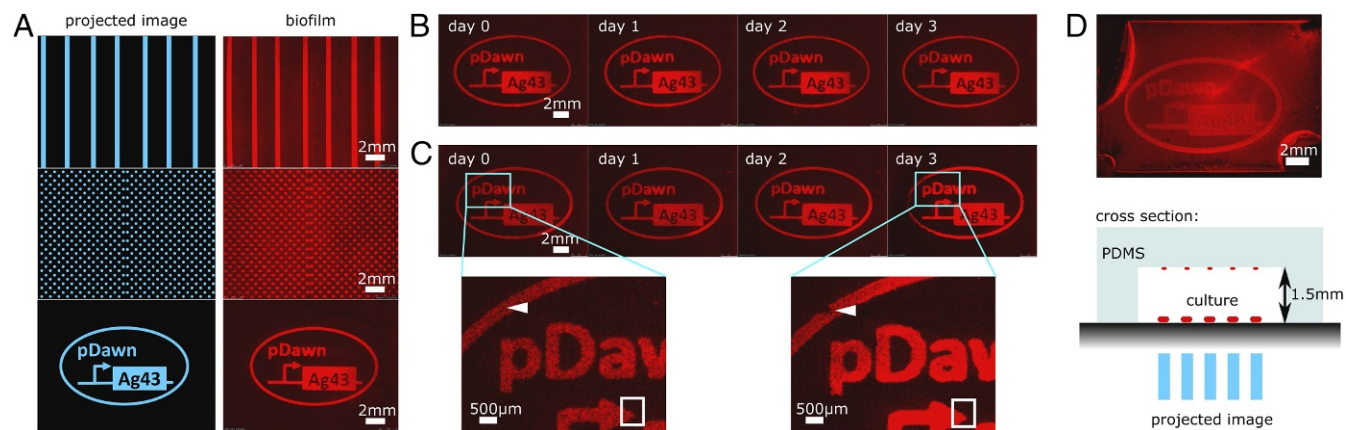 A
projected image
biofilm
2mm
2mm
pDawn
Ag43
pDawn
Ag43
2mm
B
day 0
day 1
day 2
day 3
pDawn
Ag43
pDawn
Ag43
pDawn
Ag43
pDawn
Ag43
2mm
C
day 0
day 1
day 2
day 3
pDawn
Ag43
pDawn
Ag43
pDawn
Ag43
pDawn
Ag43
2mm
pDaw
500μm
pDaw
500μm
D
pDawn
Ag43
2mm
cross section:
PDMS
culture
1.5mm
projected image